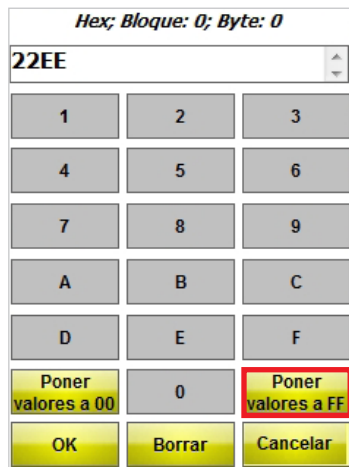 Hex; Bloque: 0; Byte: 0
22EE
1 2 3
4 5 6
7 8 9
A B C
D E F
Poner valores a 00 0 Poner valores a FF
OK Borrar Cancelar